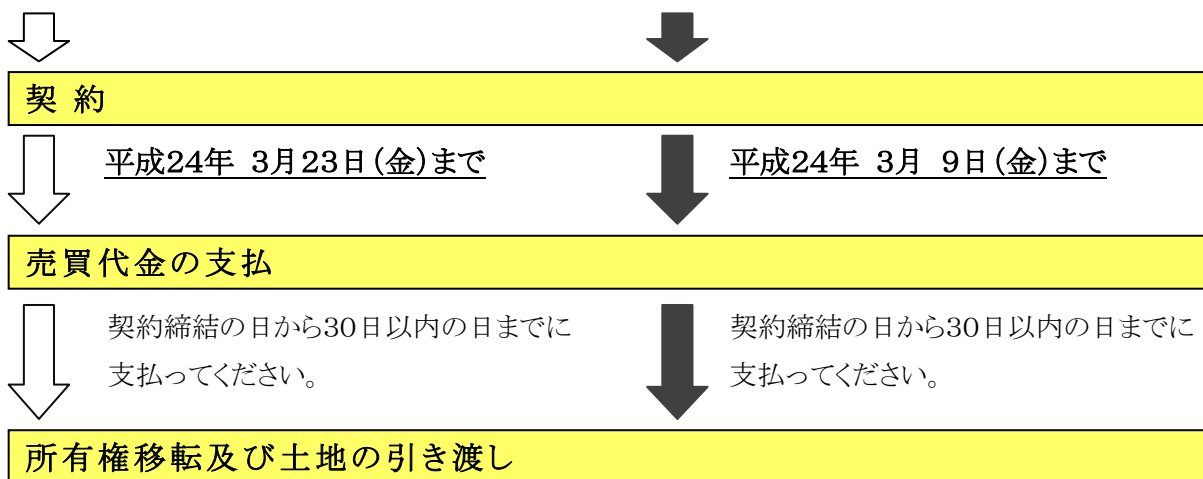 契 約
平成24年 3月23日(金)まで
平成24年 3月 9日(金)まで
売買代金の支払
契約締結の日から30日以内の日までに
支払ってください。
契約締結の日から30日以内の日までに
支払ってください。
所有権移転及び土地の引き渡し